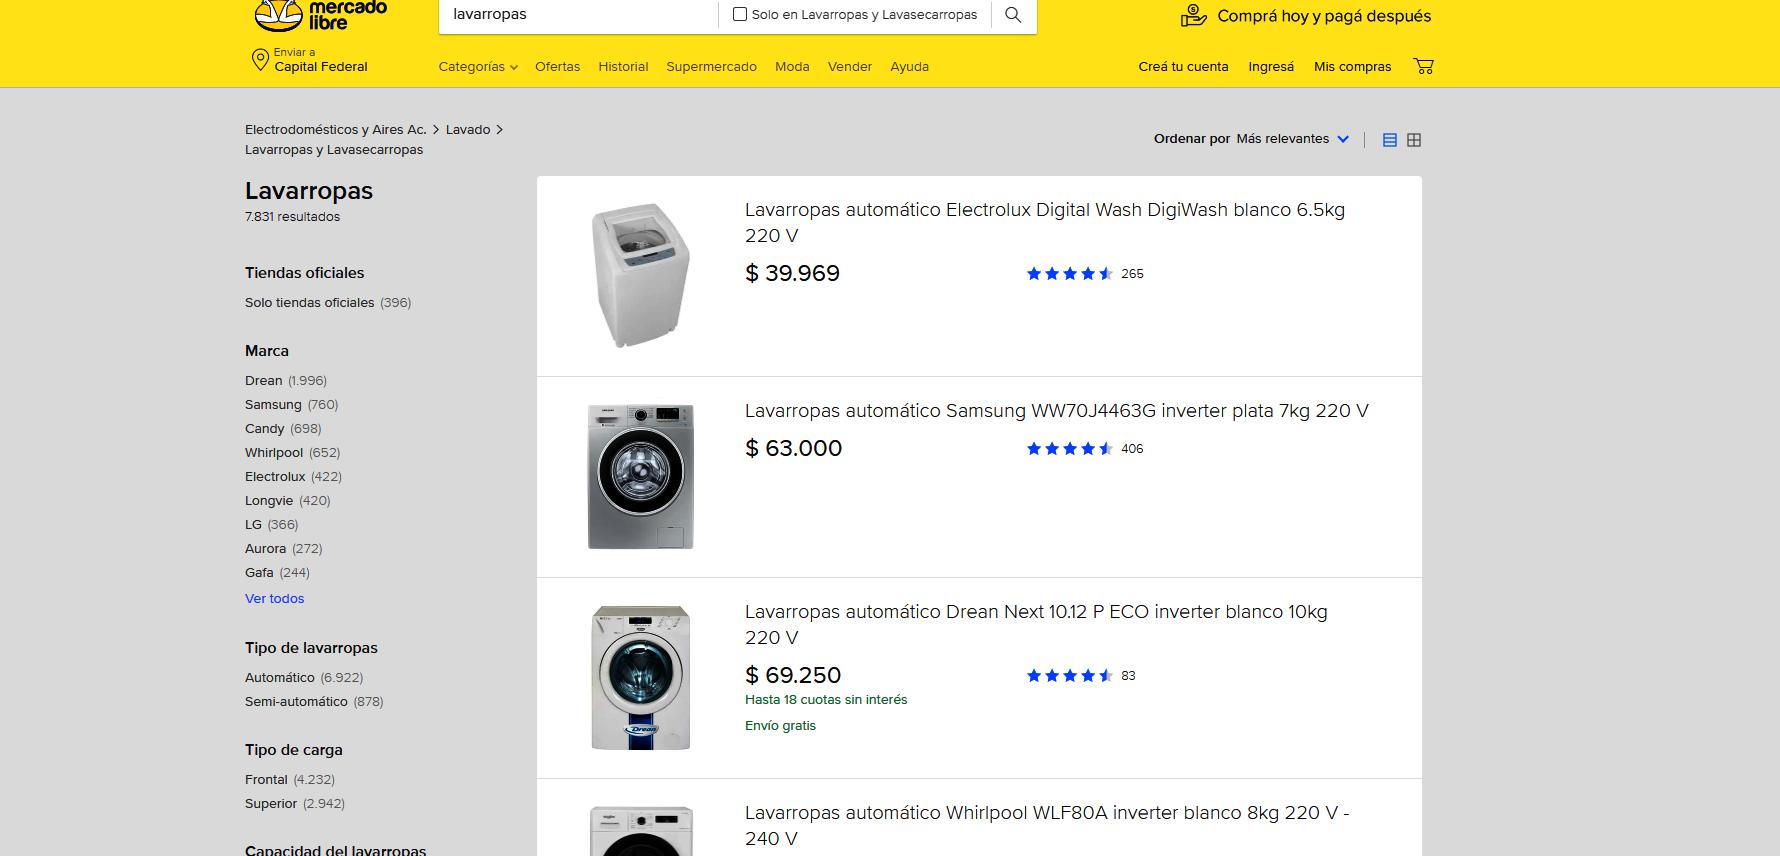 mercado
libre
lavarropas
Solo en Lavarropas y Lavasecarropas
Comprá hoy y pagá después
Enviar a
Capital Federal
Categorías
Ofertas
Historial
Supermercado
Moda
Vender
Ayuda
Creá tu cuenta
Ingresá
Mis compras
Electrodomésticos y Aires Ac. > Lavado >
Lavarropas y Lavasecarropas
Ordenar por Más relevantes
Lavarropas
7.831 resultados
Tiendas oficiales
Solo tiendas oficiales (396)
Marca
Drean (1.996)
Samsung (760)
Candy (698)
Whirlpool (652)
Electrolux (422)
Longvie (420)
LG (366)
Aurora (272)
Gafa (244)
Ver todos
Tipo de lavarropas
Automático (6.922)
Semi-automático (878)
Tipo de carga
Frontal (4.232)
Superior (2.942)
Capacidad del lavarropas
Lavarropas automático Electrolux Digital Wash DigiWash blanco 6.5kg
220 V
$ 39.969
265
Lavarropas automático Samsung WW70J4463G inverter plata 7kg 220 V
$ 63.000
406
Lavarropas automático Drean Next 10.12 P ECO inverter blanco 10kg
220 V
$ 69.250
83
Hasta 18 cuotas sin interés
Envío gratis
Drean
Lavarropas automático Whirlpool WLF80A inverter blanco 8kg 220 V -
240 V